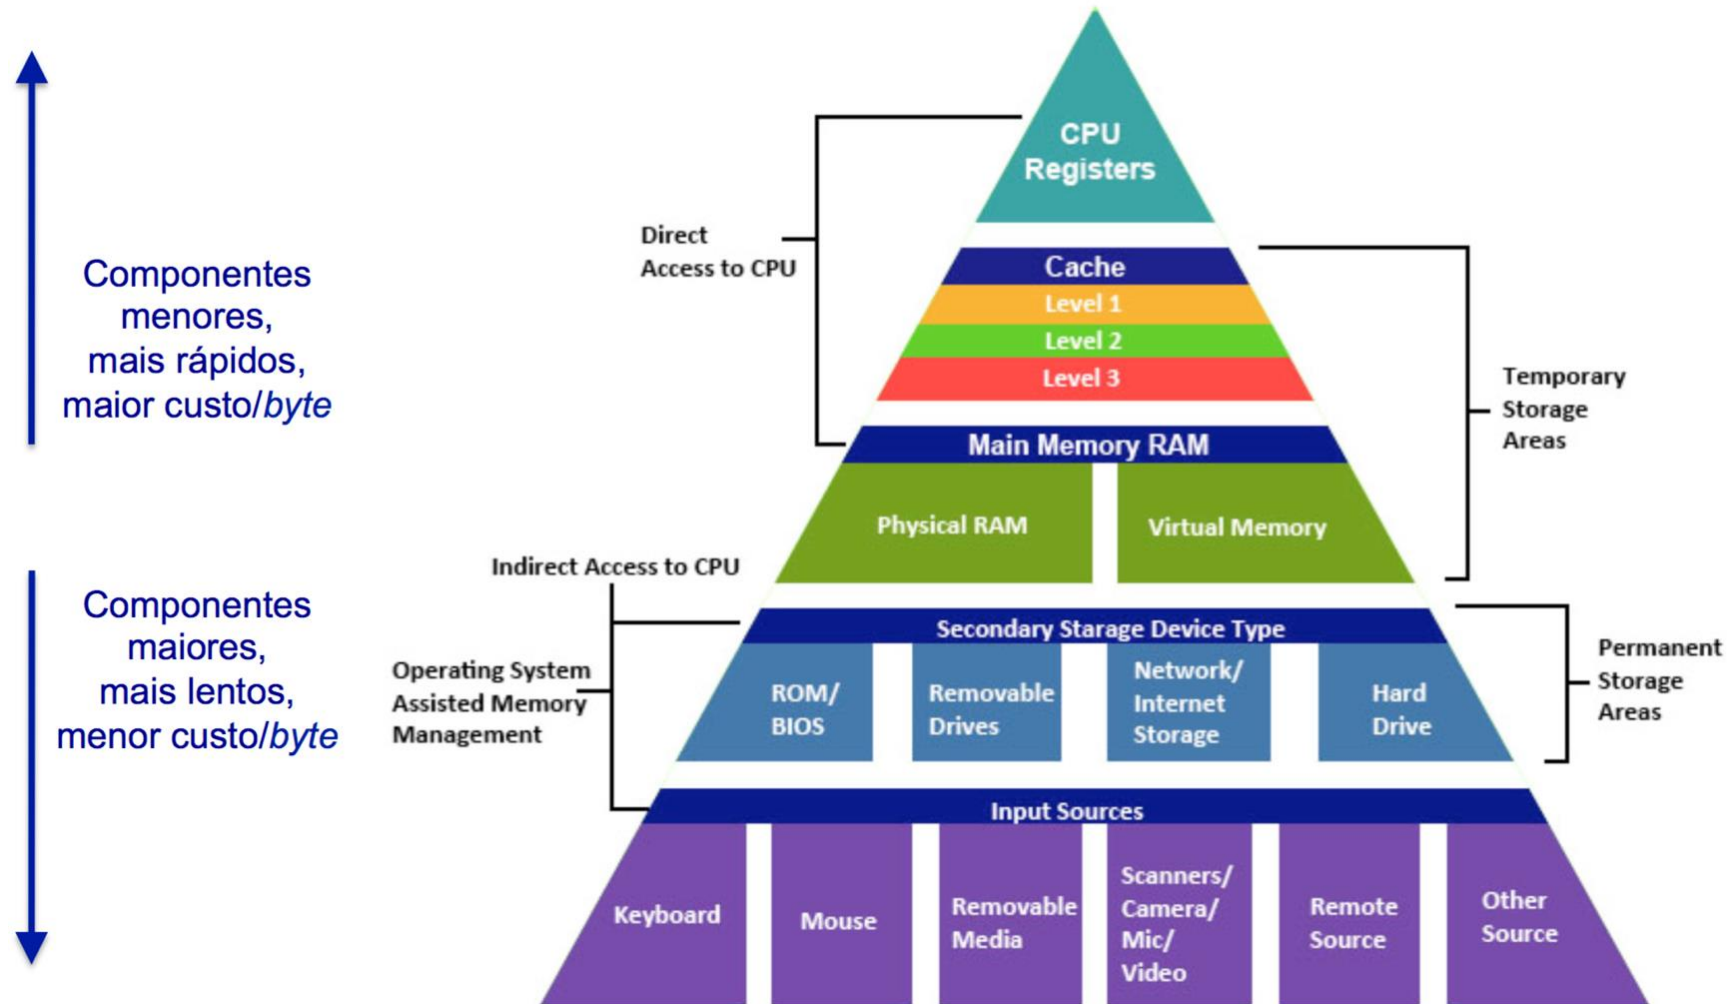 CPU
Registers
Direct
Access to CPU
Cache
Level 1
Level 2
Level 3
Componentes
menores,
mais rápidos,
maior custo/byte
Temporary
Storage
Areas
Main Memory RAM
Physical RAM
Virtual Memory
Indirect Access to CPU
Componentes
maiores,
mais lentos,
menor custo/byte
Operating System
Assisted Memory
Management
Secondary Starage Device Type
ROM/
BIOS
Removable
Drives
Network/
Internet
Storage
Hard
Drive
Permanent
Storage
Areas
Input Sources
Keyboard
Mouse
Removable
Media
Scanners/
Camera/
Mic/
Video
Remote
Source
Other
Source